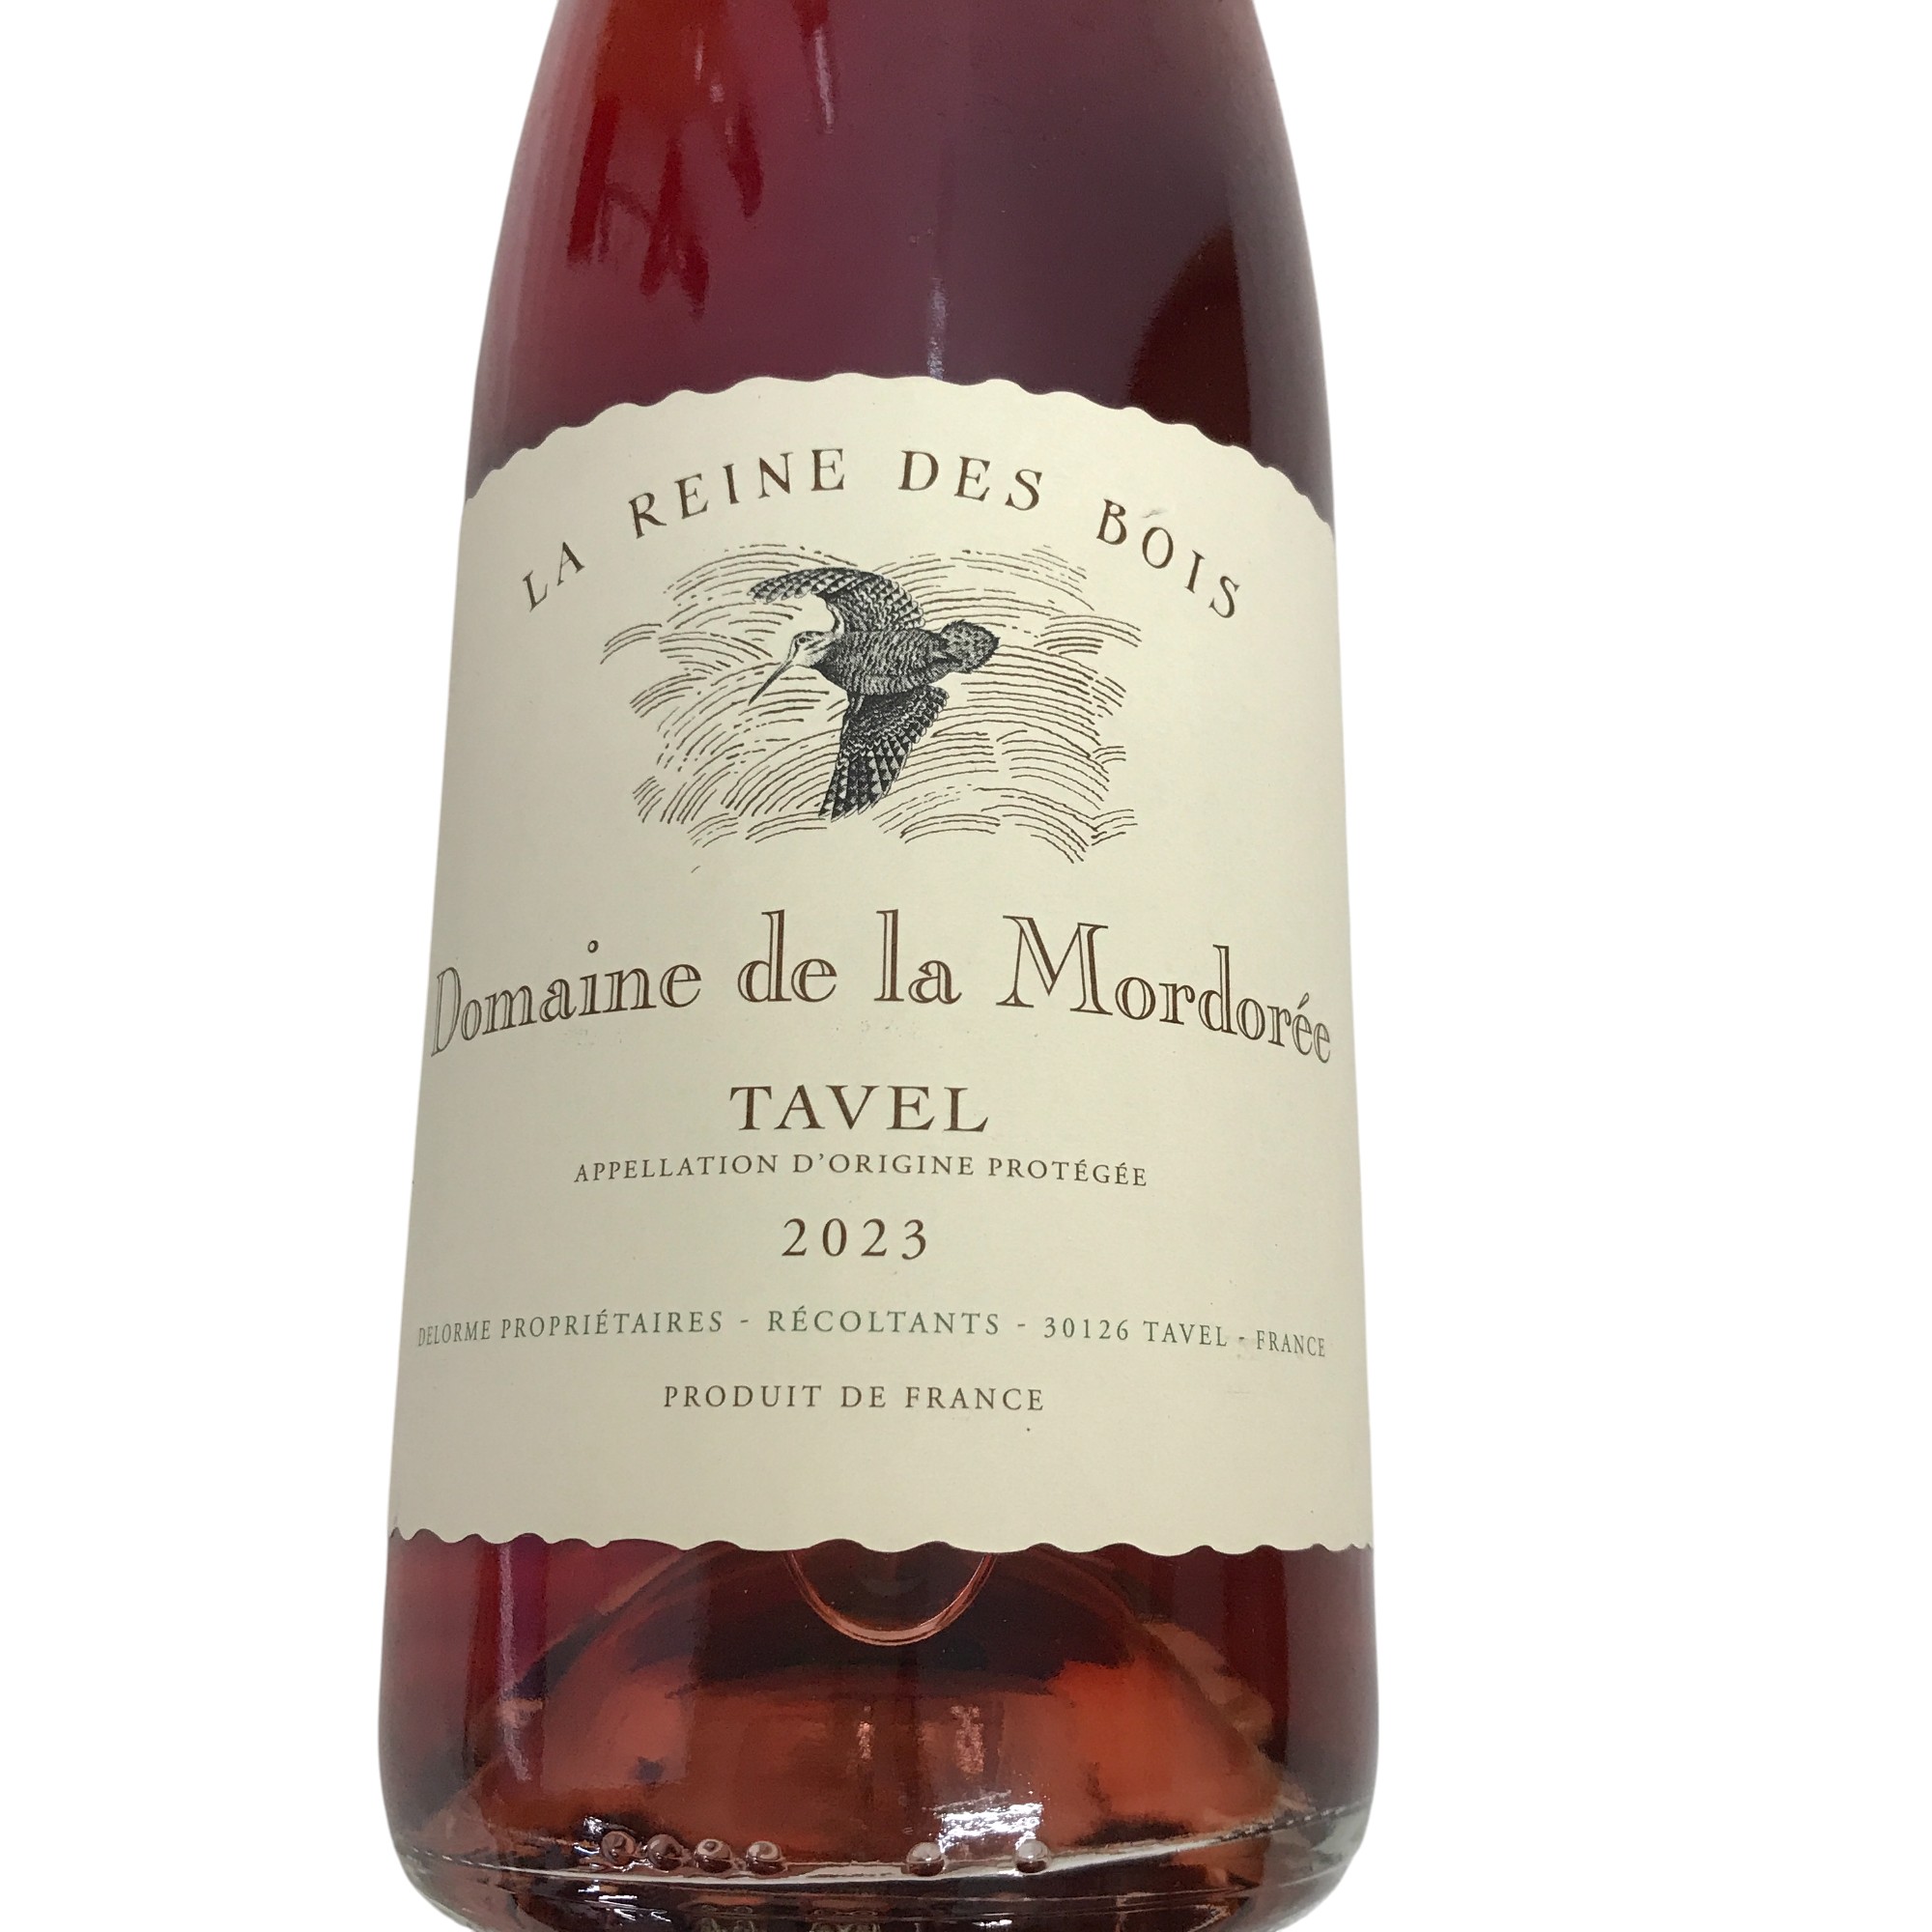 LA REINE DES BOIS
Domaine de la Mordorée
TAVEL
APPELLATION D'ORIGINE PROTÉGÉE
2023
DELORME PROPRIÉTAIRES - RÉCOLTANTS - 30126 TAVEL - FRANCE
PRODUIT DE FRANCE